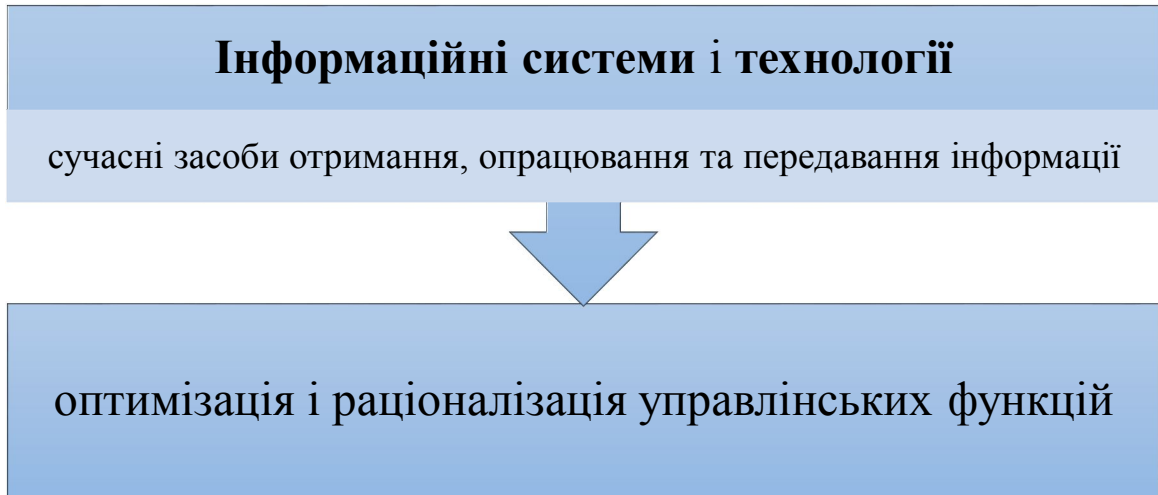 Інформаційні системи і технології
сучасні засоби отримання, опрацювання та передавання інформації
оптимізація і раціоналізація управлінських функцій